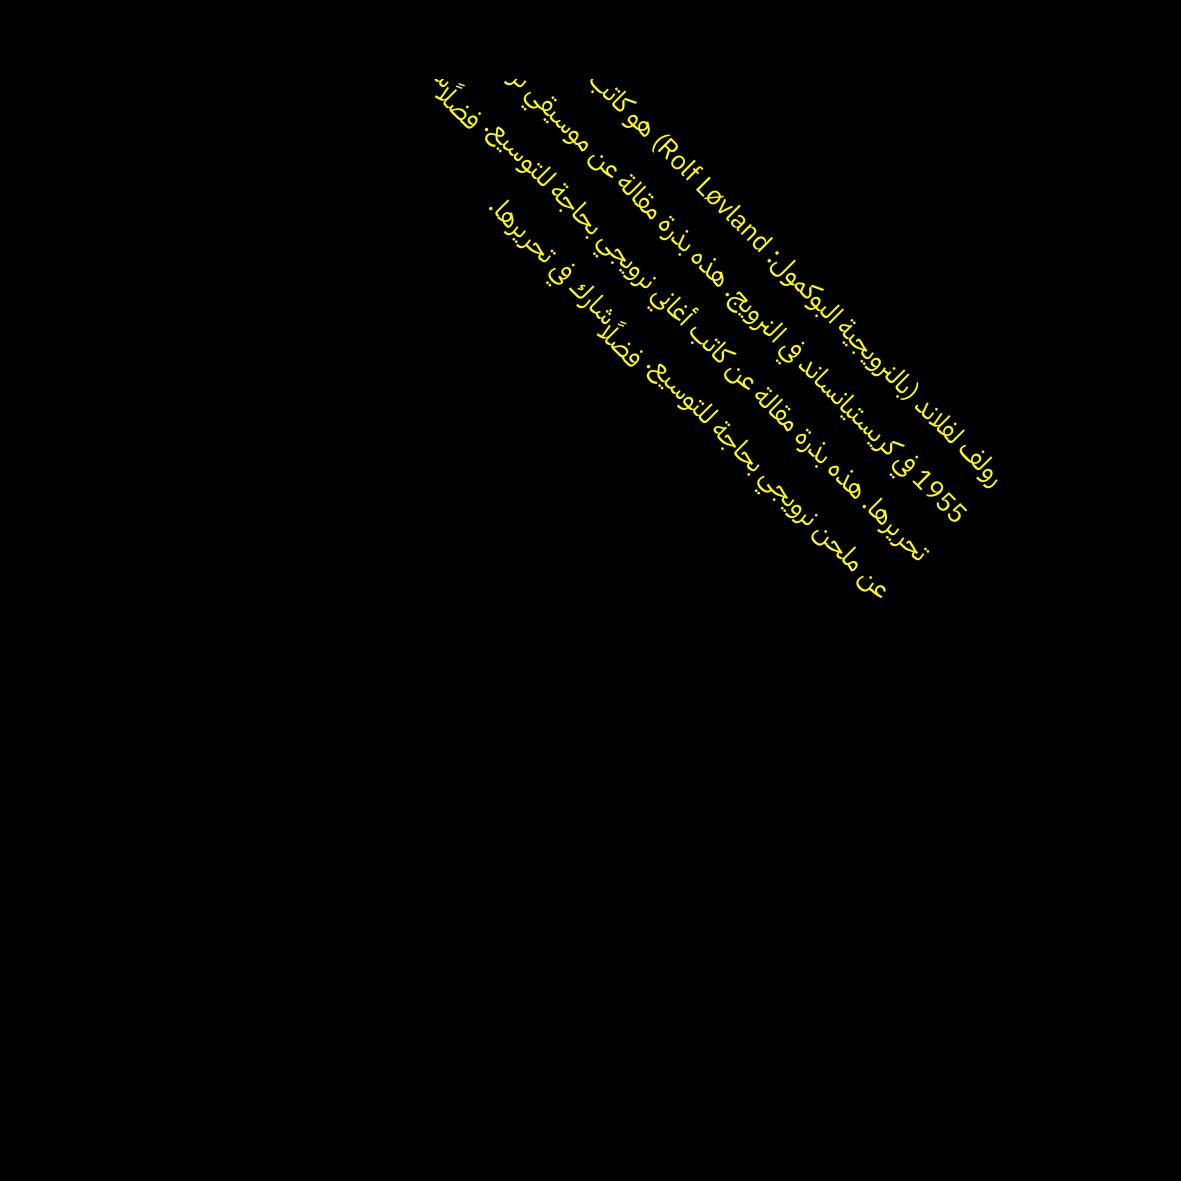 رولف لفلاند (بالنرويجية البوكمول: Rolf Løvland) هو كاتب
1955 في كريستيانساند في النرويج. هذه بذرة مقالة عن موسيقي
تحريرها. هذه بذرة مقالة عن كاتب أغاني نرويجي بحاجة للتوسيع. فضلًا
عن ملحن نرويجي بحاجة للتوسيع. فضلًا شارك في تحريرها.